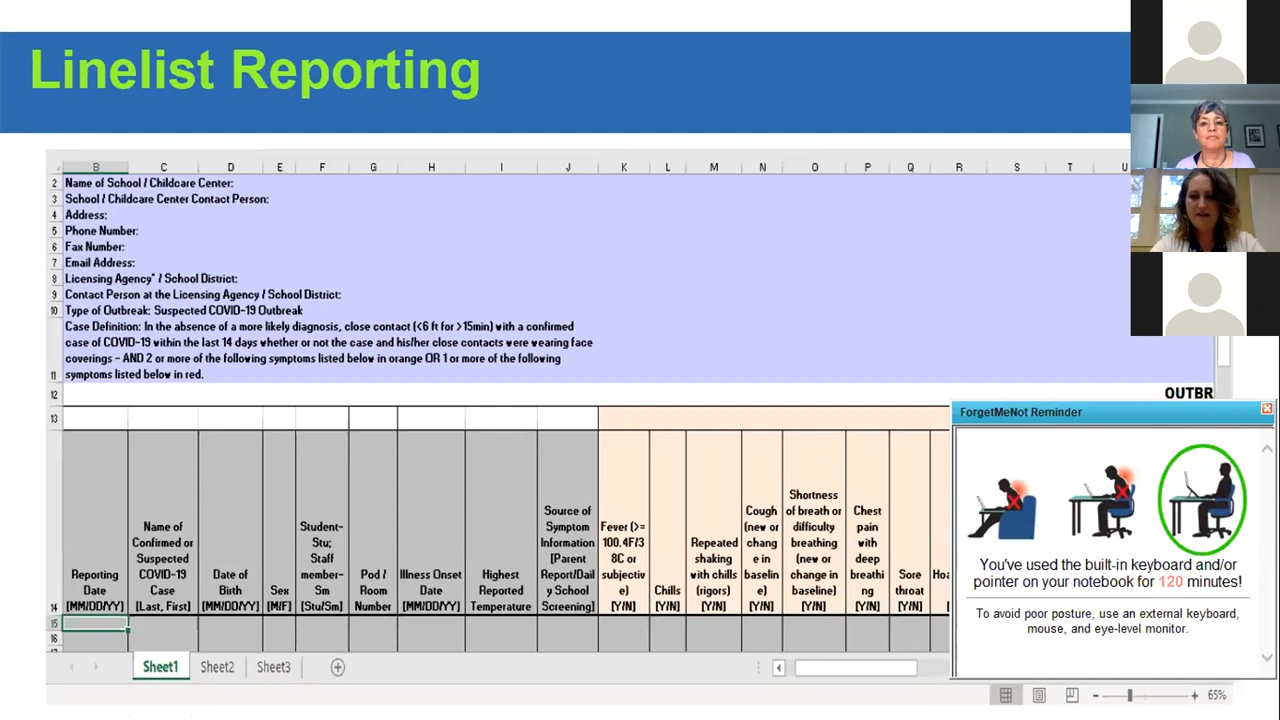 Linelist Reporting
B C D E F G H I J K L M N O P Q R S T U
2 Name of School / Childcare Center:
3 School / Childcare Center Contact Person:
4 Address:
5 Phone Number:
6 Fax Number:
7 Email Address:
8 Licensing Agency* / School District:
9 Contact Person at the Licensing Agency / School District:
10 Type of Outbreak: Suspected COVID-19 Outbreak
Case Definition: In the absence of a more likely diagnosis, close contact (<6 ft for >15min) with a confirmed
case of COVID-19 within the last 14 days whether or not the case and his/her close contacts were wearing face
coverings - AND 2 or more of the following symptoms listed below in orange OR 1 or more of the following
11 symptoms listed below in red.
12 OUTBR
13
14
Reporting
Date
[MM/DD/YY]
Name of
Confirmed or
Suspected
COVID-19
Case
[Last, First]
Date of
Birth
[MM/DD/YY]
Sex
[M/F]
Student-
Stu;
Staff
member-
Sm
[Stu/Sm]
Pod /
Room
Number
Illness Onset
Date
[MM/DD/YY]
Highest
Reported
Temperature
Source of
Symptom
Information
[Parent
Report/Dail
y School
Screening]
Fever (>=
100.4F/3
8C or
subjectiv
e)
[Y/N]
Chills
[Y/N]
Repeated
shaking
with chills
(rigors)
[Y/N]
Cough
(new or
chang
e in
baselin
e)
[Y/N]
Shortness
of breath or
difficulty
breathing
(new or
change in
baseline)
[Y/N]
Chest
pain
with
deep
breathi
ng
[Y/N]
Sore
throat
[Y/N]
Hoa
15
16
Sheet1 Sheet2 Sheet3
65%
ForgetMeNot Reminder
You've used the built-in keyboard and/or
pointer on your notebook for 120 minutes!
To avoid poor posture, use an external keyboard,
mouse, and eye-level monitor.